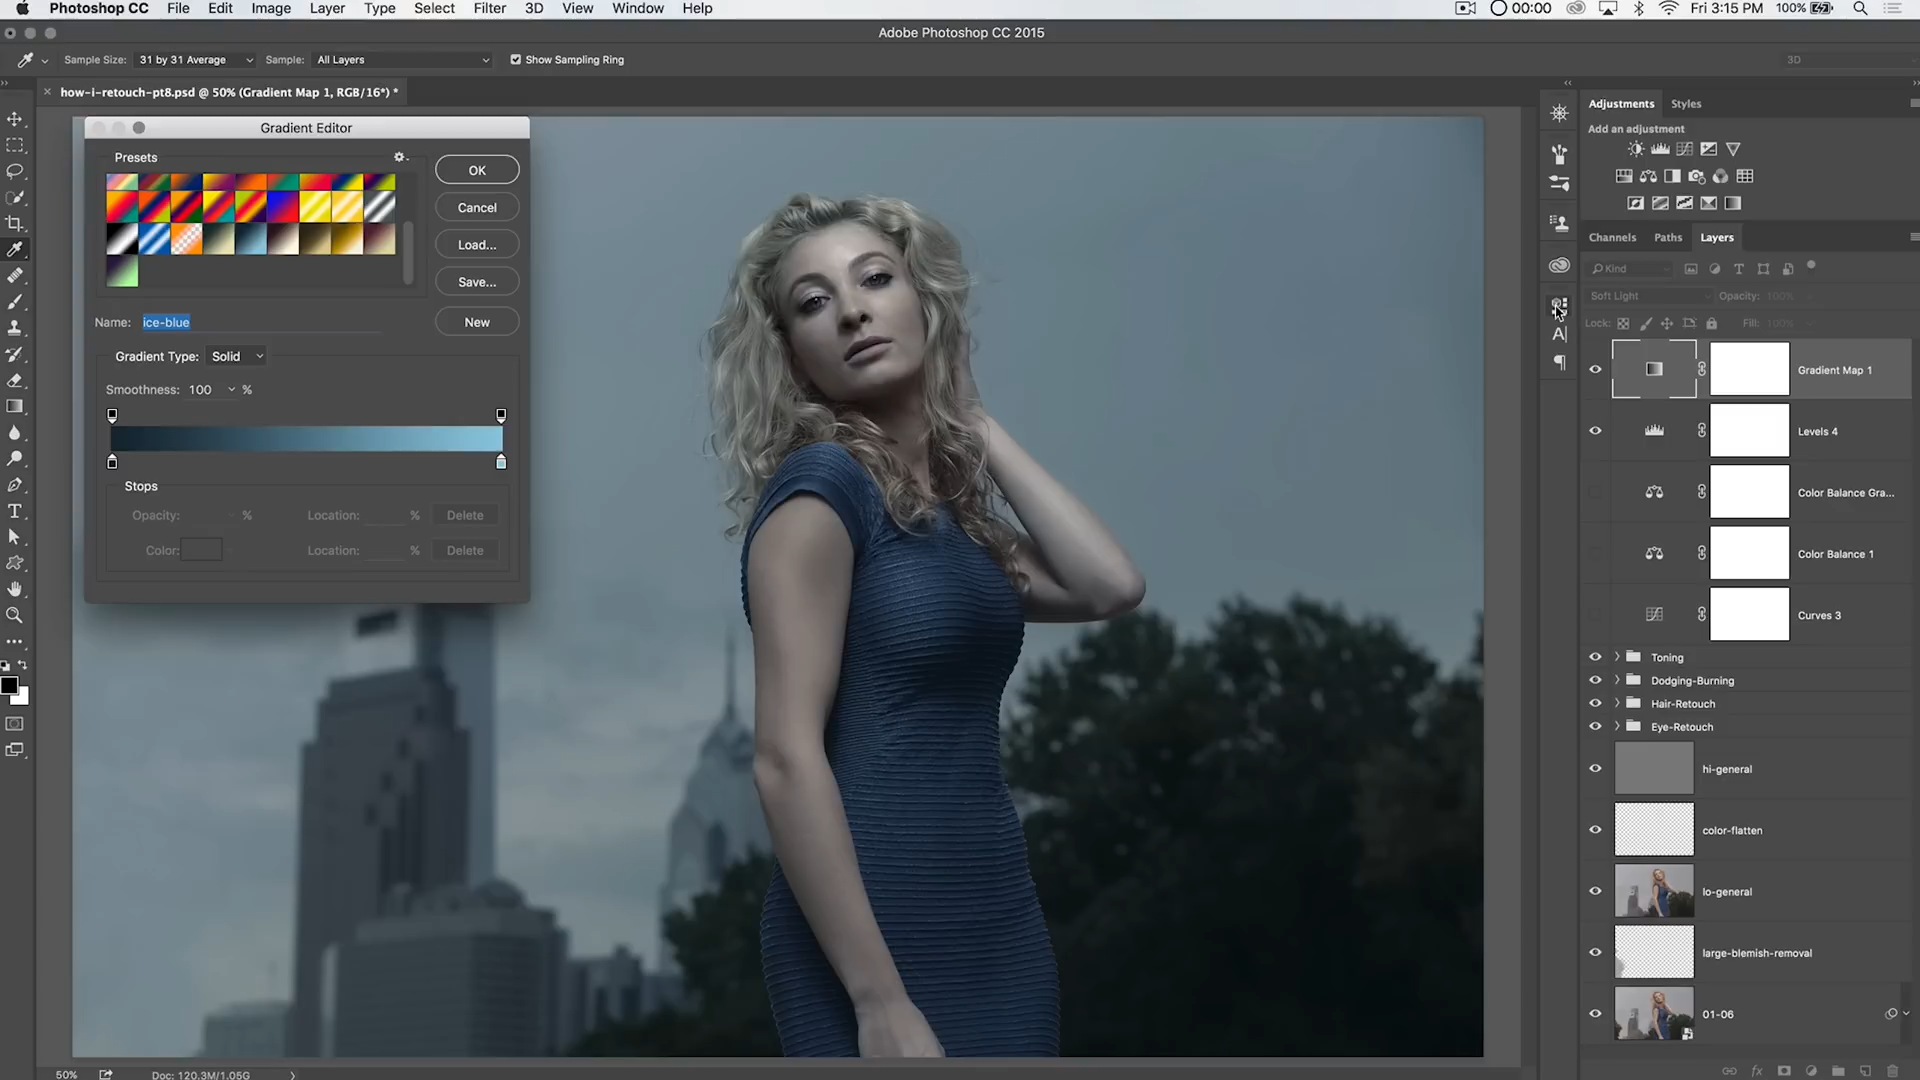 Photoshop CC File Edit Image Layer Type Select Filter 3D View Window Help 00:00 Fri 3:15 PM 100%
Adobe Photoshop CC 2015
Sample Size: 31 by 31 Average Sample: All Layers Show Sampling Ring 3D
how-i-retouch-pt8.psd @ 50% (Gradient Map 1, RGB/16*) *
Gradient Editor
Presets
OK
Cancel
Load...
Save...
Name: ice-blue New
Gradient Type: Solid
Smoothness: 100 %
Stops
Opacity: % Location: % Delete
Color: Location: % Delete
Adjustments Styles
Add an adjustment
Channels Paths Layers
Kind
Soft Light Opacity: 100%
Lock: Fill: 100%
Gradient Map 1
Levels 4
Color Balance Gra...
Color Balance 1
Curves 3
Toning
Dodging-Burning
Hair-Retouch
Eye-Retouch
hi-general
color-flatten
lo-general
large-blemish-removal
01-06
50% Doc: 120.3M/1.05G